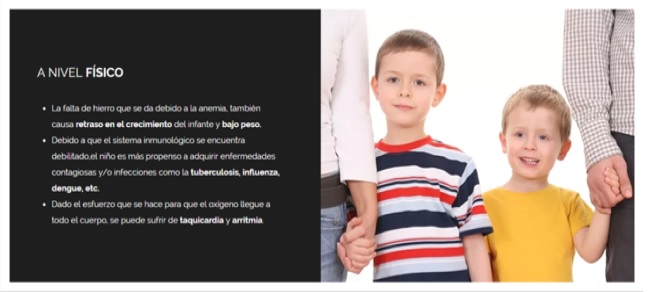 A NIVEL FÍSICO
• La falta de hierro que se da debido a la anemia, también
causa retraso en el crecimiento del infante y bajo peso.
• Debido a que el sistema inmunológico se encuentra
debilitado,el niño es más propenso a adquirir enfermedades
contagiosas y/o infecciones como la tuberculosis, influenza,
dengue, etc.
• Dado el esfuerzo que se hace para que el oxígeno llegue a
todo el cuerpo, se puede sufrir de taquicardia y arritmia